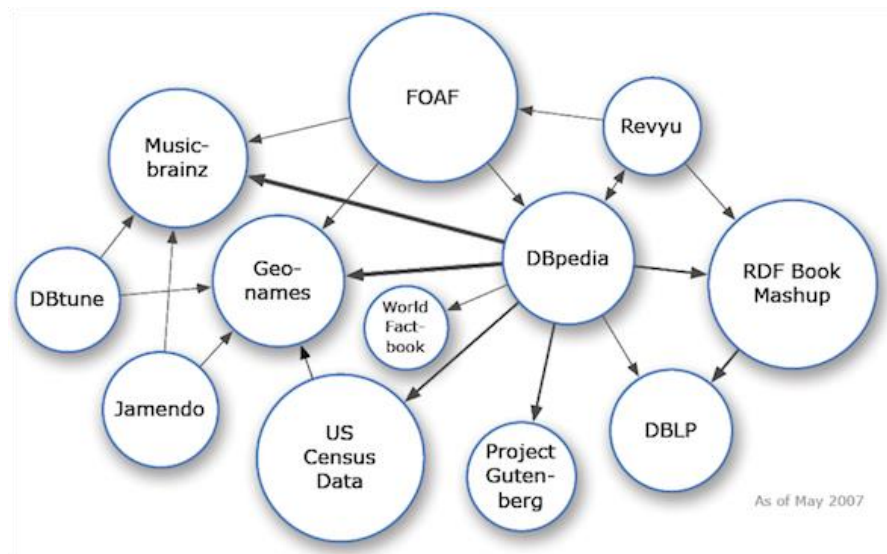 FOAF
Revyu
Music-
brainz
DBpedia
RDF Book
Mashup
Geo-
names
DBtune
World
Fact-
book
Jamendo
US
Census
Data
Project
Guten-
berg
DBLP
As of May 2007